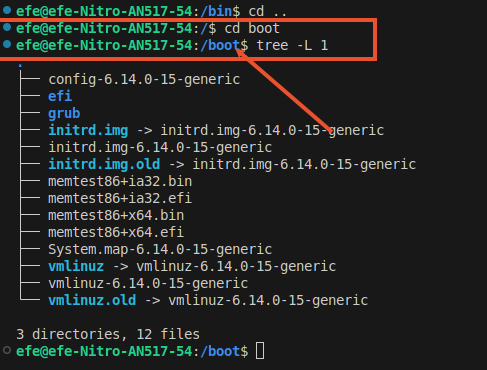 efe@efe-Nitro-AN517-54:/bin$ cd ..
efe@efe-Nitro-AN517-54:/$ cd boot
efe@efe-Nitro-AN517-54:/boot$ tree -L 1
.
├── config-6.14.0-15-generic
├── efi
├── grub
├── initrd.img -> initrd.img-6.14.0-15-generic
├── initrd.img-6.14.0-15-generic
├── initrd.img.old -> initrd.img-6.14.0-15-generic
├── memtest86+ia32.bin
├── memtest86+ia32.efi
├── memtest86+x64.bin
├── memtest86+x64.efi
├── System.map-6.14.0-15-generic
├── vmlinuz -> vmlinuz-6.14.0-15-generic
├── vmlinuz-6.14.0-15-generic
└── vmlinuz.old -> vmlinuz-6.14.0-15-generic
3 directories, 12 files
efe@efe-Nitro-AN517-54:/boot$